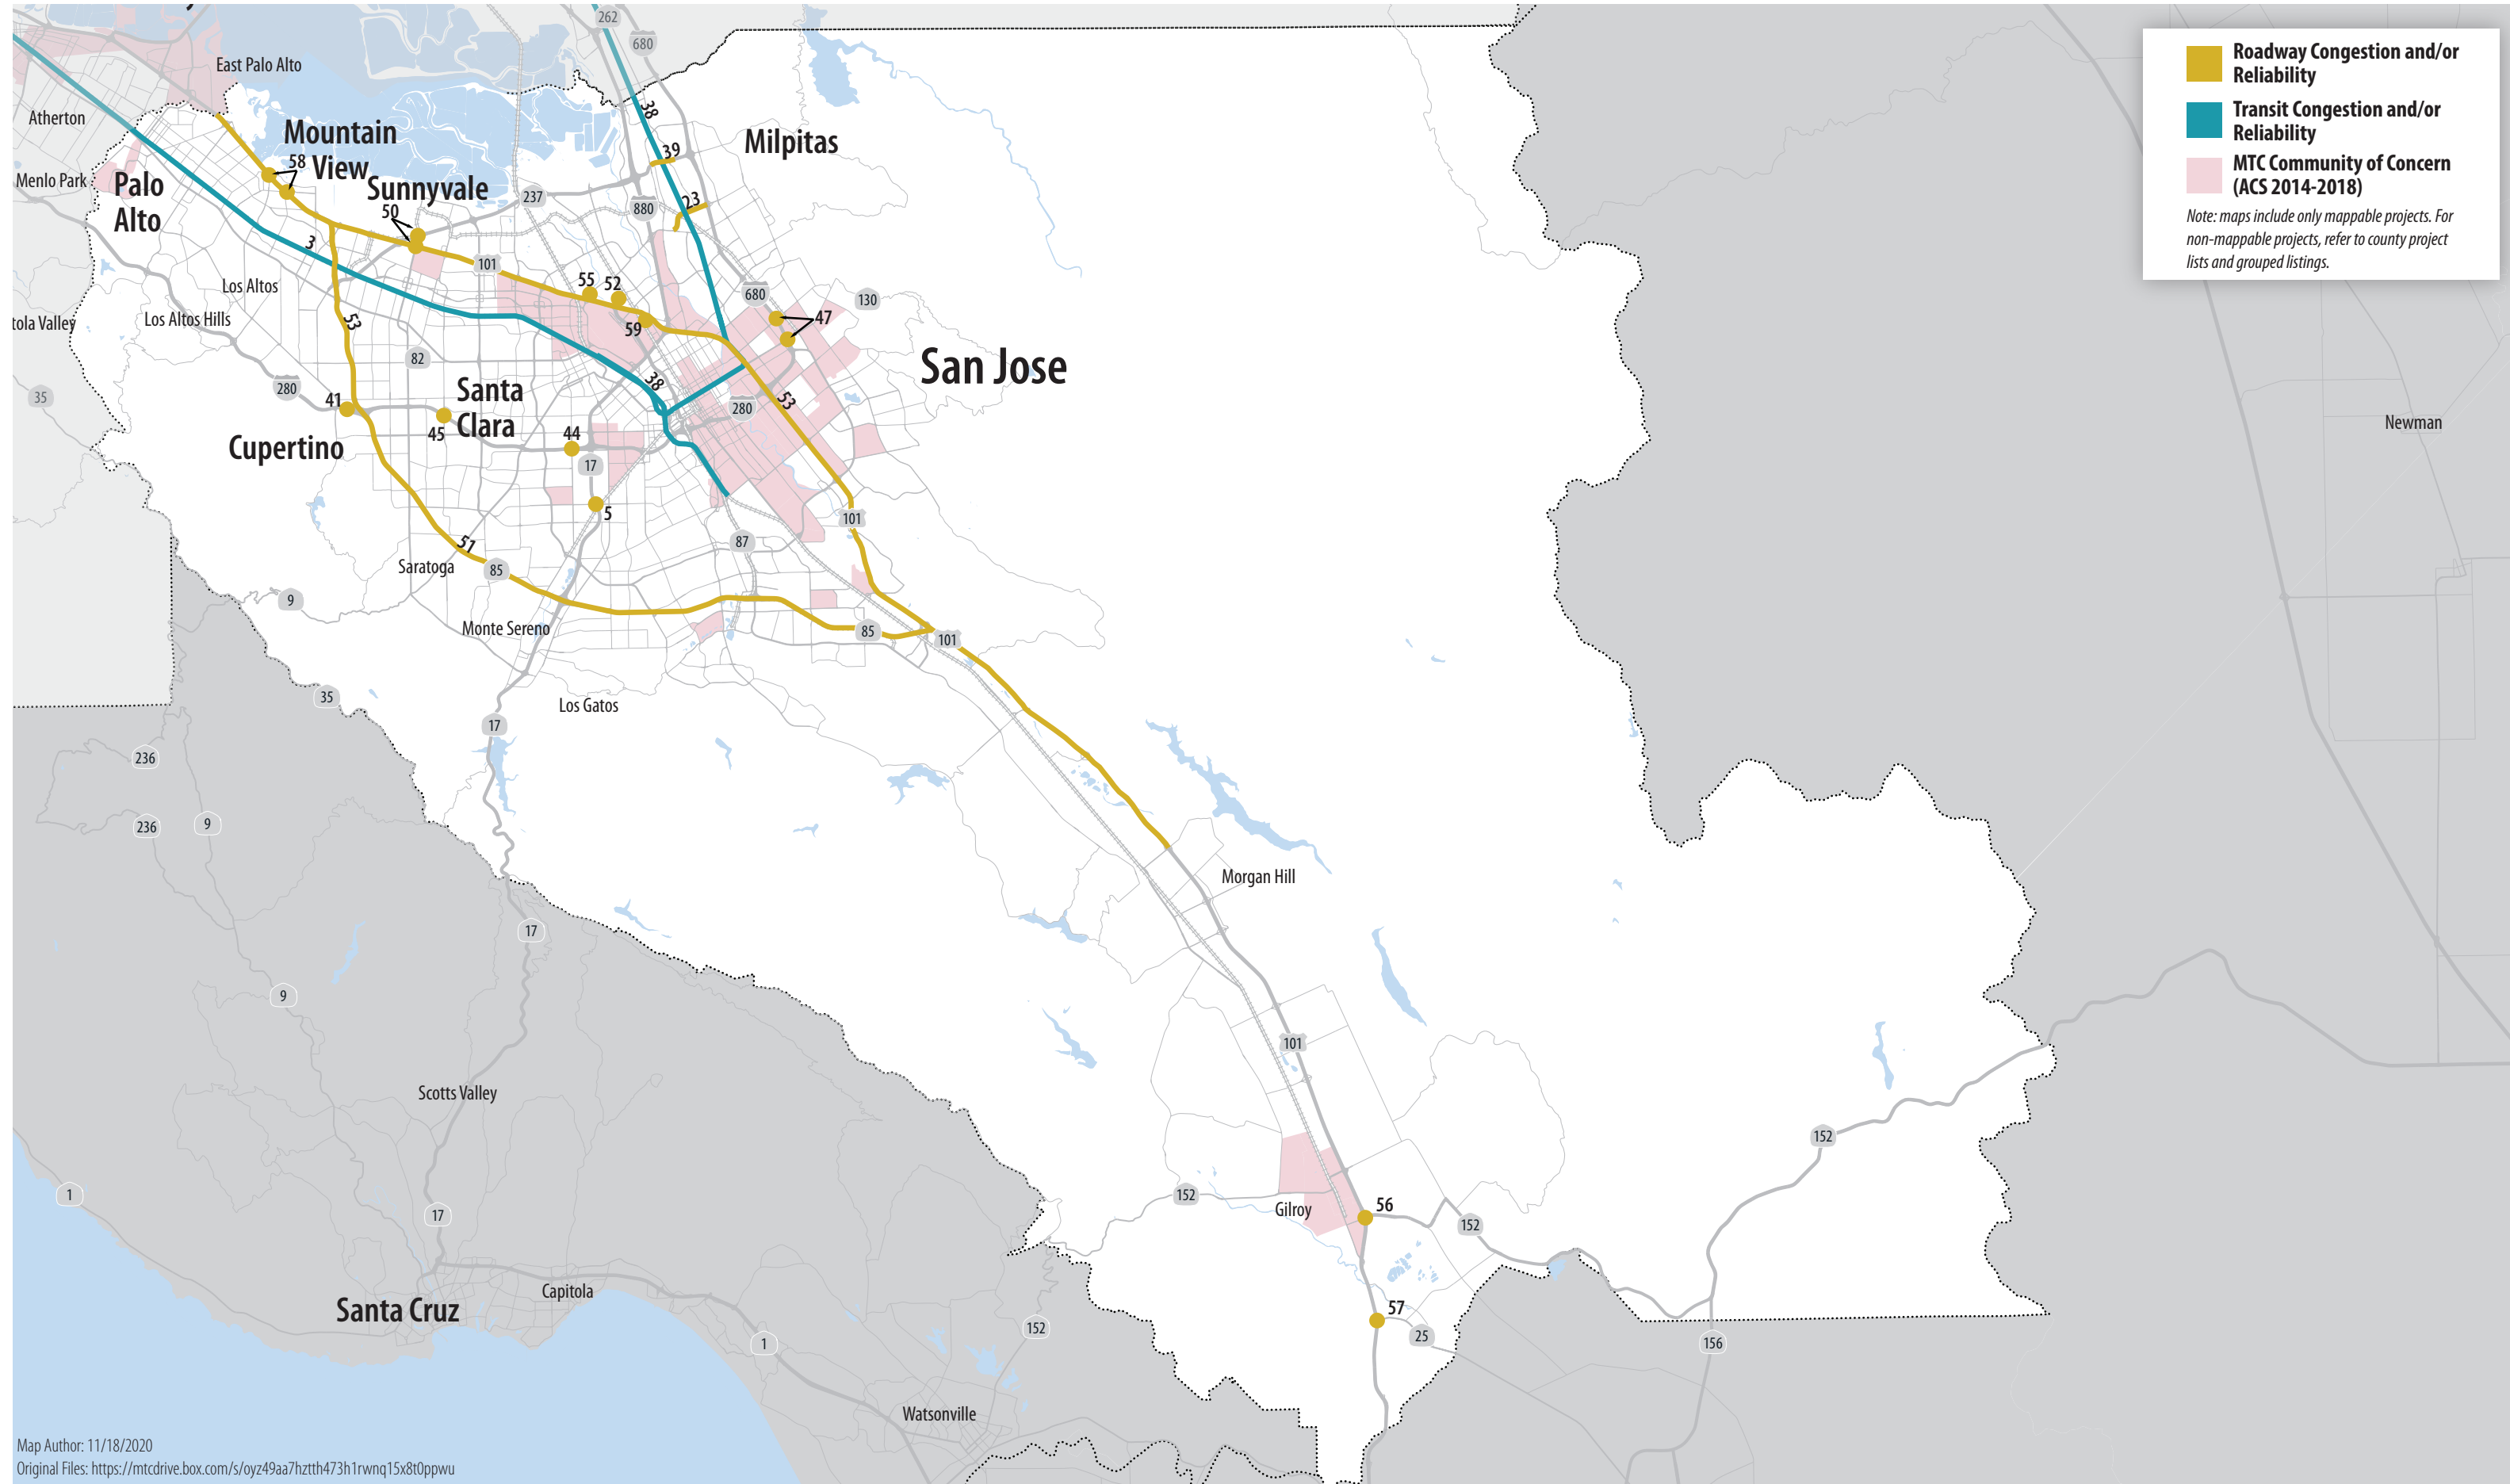 262
680
East Palo Alto
38
Atherton
Mountain
View
Milpitas
39
58
Menlo Park
Palo
Alto
Sunnyvale
50
237
880
23
3
101
Los Altos
55
52
680
130
47
tola Valley
Los Altos Hills
53
59
82
San Jose
38
35
280
Santa
Clara
41
45
280
53
Cupertino
44
17
5
101
51
87
Saratoga
85
9
Monte Sereno
85
101
35
Los Gatos
17
236
236
9
Morgan Hill
17
9
101
Scotts Valley
152
1
152
Gilroy
56
152
17
Capitola
Santa Cruz
57
25
152
1
156
Watsonville
Newman
Roadway Congestion and/or
Reliability
Transit Congestion and/or
Reliability
MTC Community of Concern
(ACS 2014-2018)
Note: maps include only mappable projects. For
non-mappable projects, refer to county project
lists and grouped listings.
Map Author: 11/18/2020
Original Files: https://mtcdrive.box.com/s/oyz49aa7hztth473h1rwnq15x8t0ppwu